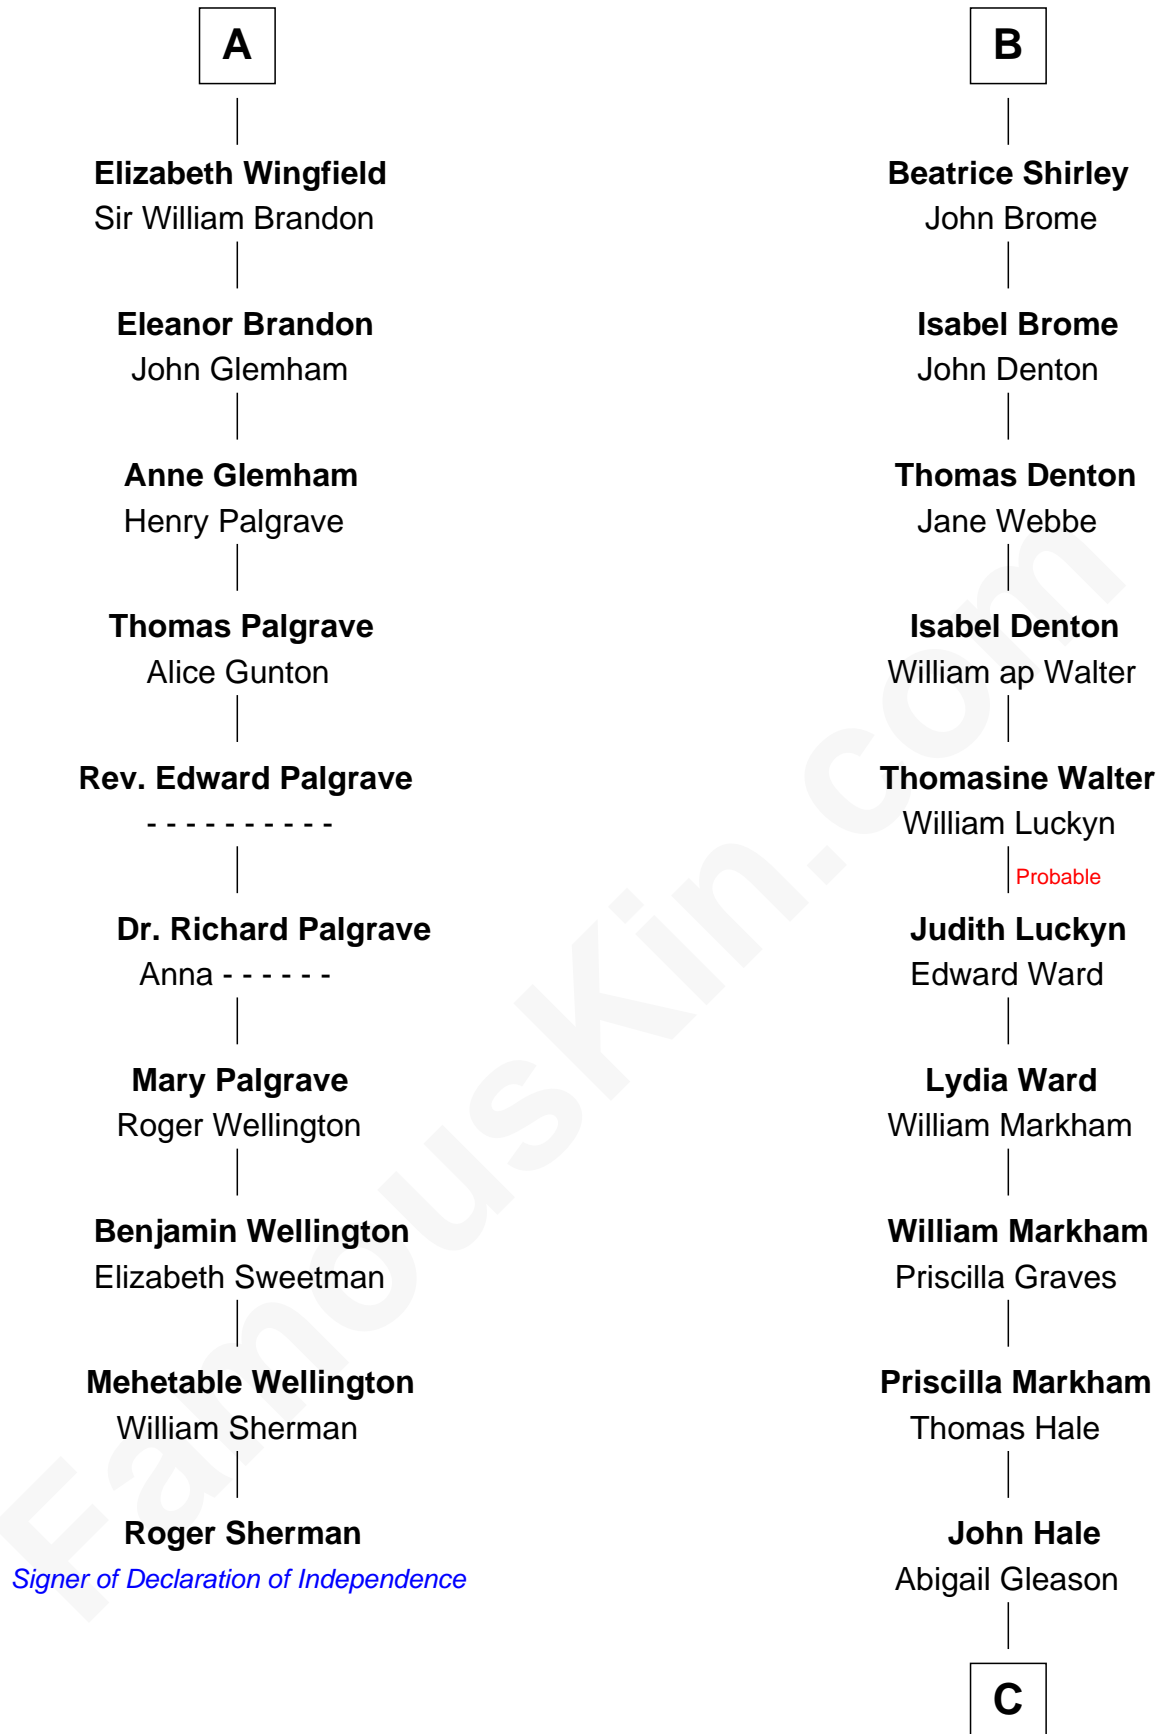 A
Elizabeth Wingfield
Sir William Brandon
Eleanor Brandon
John Glemham
Anne Glemham
Henry Palgrave
Thomas Palgrave
Alice Gunton
Rev. Edward Palgrave
- - - - - - - - - -
Dr. Richard Palgrave
Anna - - - - - -
Mary Palgrave
Roger Wellington
Benjamin Wellington
Elizabeth Sweetman
Mehetable Wellington
William Sherman
Roger Sherman
Signer of Declaration of Independence
B
Beatrice Shirley
John Brome
Isabel Brome
John Denton
Thomas Denton
Jane Webbe
Isabel Denton
William ap Walter
Thomasine Walter
William Luckyn
Probable
Judith Luckyn
Edward Ward
Lydia Ward
William Markham
William Markham
Priscilla Graves
Priscilla Markham
Thomas Hale
John Hale
Abigail Gleason
C
FamousKin.com